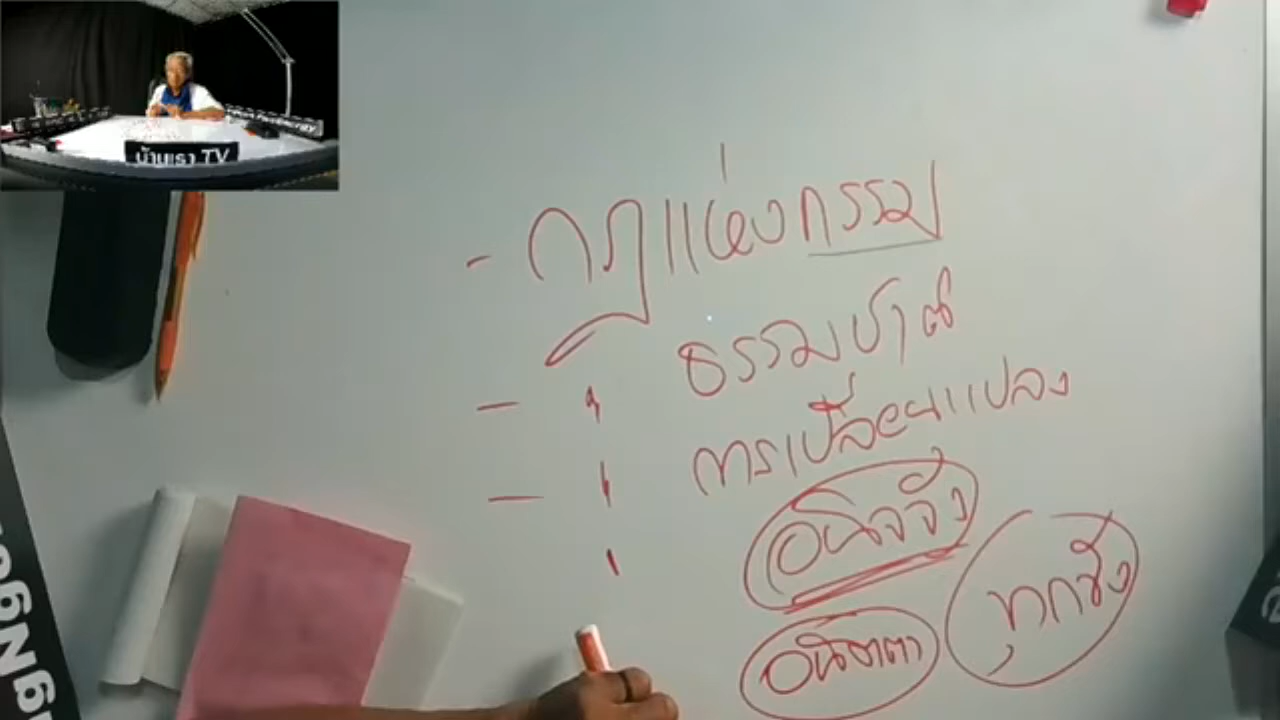 บ้านเรา TV
- กฎแห่งกรรม
- " ธรรมชาติ
- " การเปลี่ยนแปลง
' อนิจจัง
ทุกขัง
อนัตตา